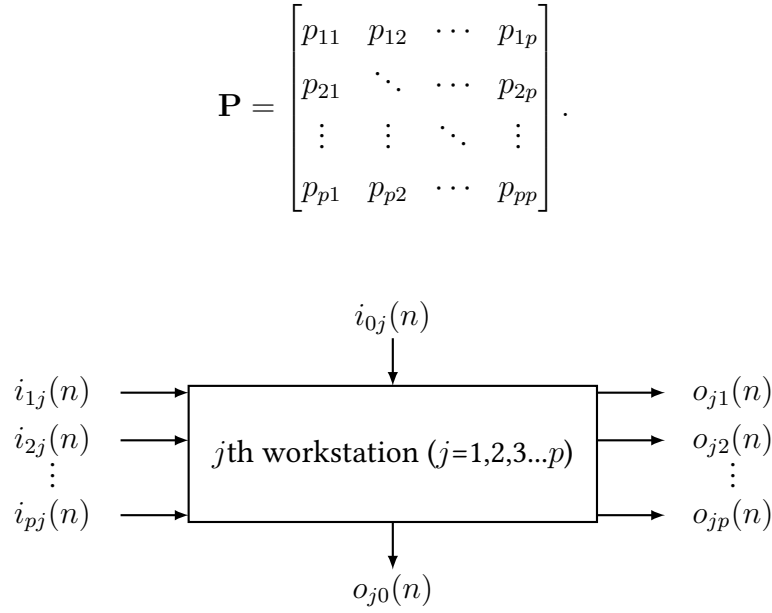 P = [ p₁₁ p₁₂ ⋯ p₁ₚ
p₂₁ ⋱ ⋯ p₂ₚ
⋮ ⋮ ⋱ ⋮
pₚ₁ pₚ₂ ⋯ pₚₚ ] .
i₀ⱼ(n)
i₁ⱼ(n) oⱼ₁(n)
i₂ⱼ(n) jth workstation (j=1,2,3...p) oⱼ₂(n)
⋮ ⋮
iₚⱼ(n) oⱼₚ(n)
oⱼ₀(n)